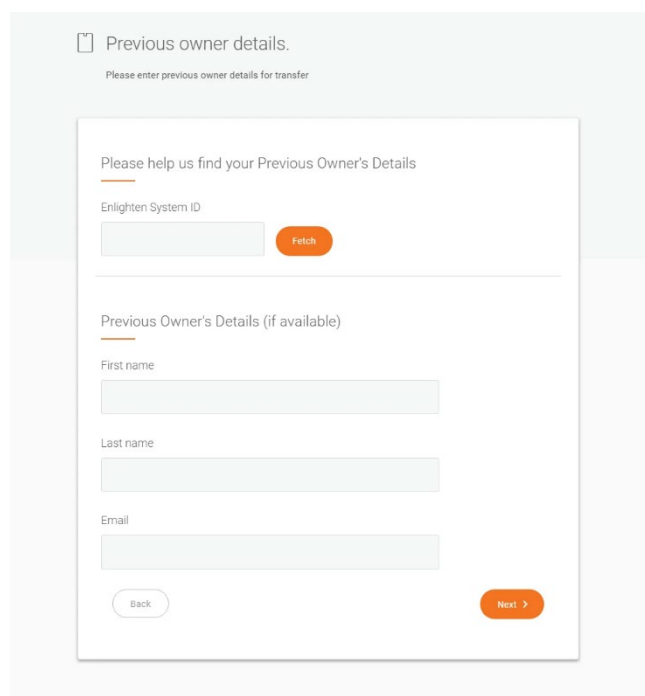 Previous owner details.
Please enter previous owner details for transfer
Please help us find your Previous Owner's Details
Enlighten System ID
Fetch
Previous Owner's Details (if available)
First name
Last name
Email
Back
Next >